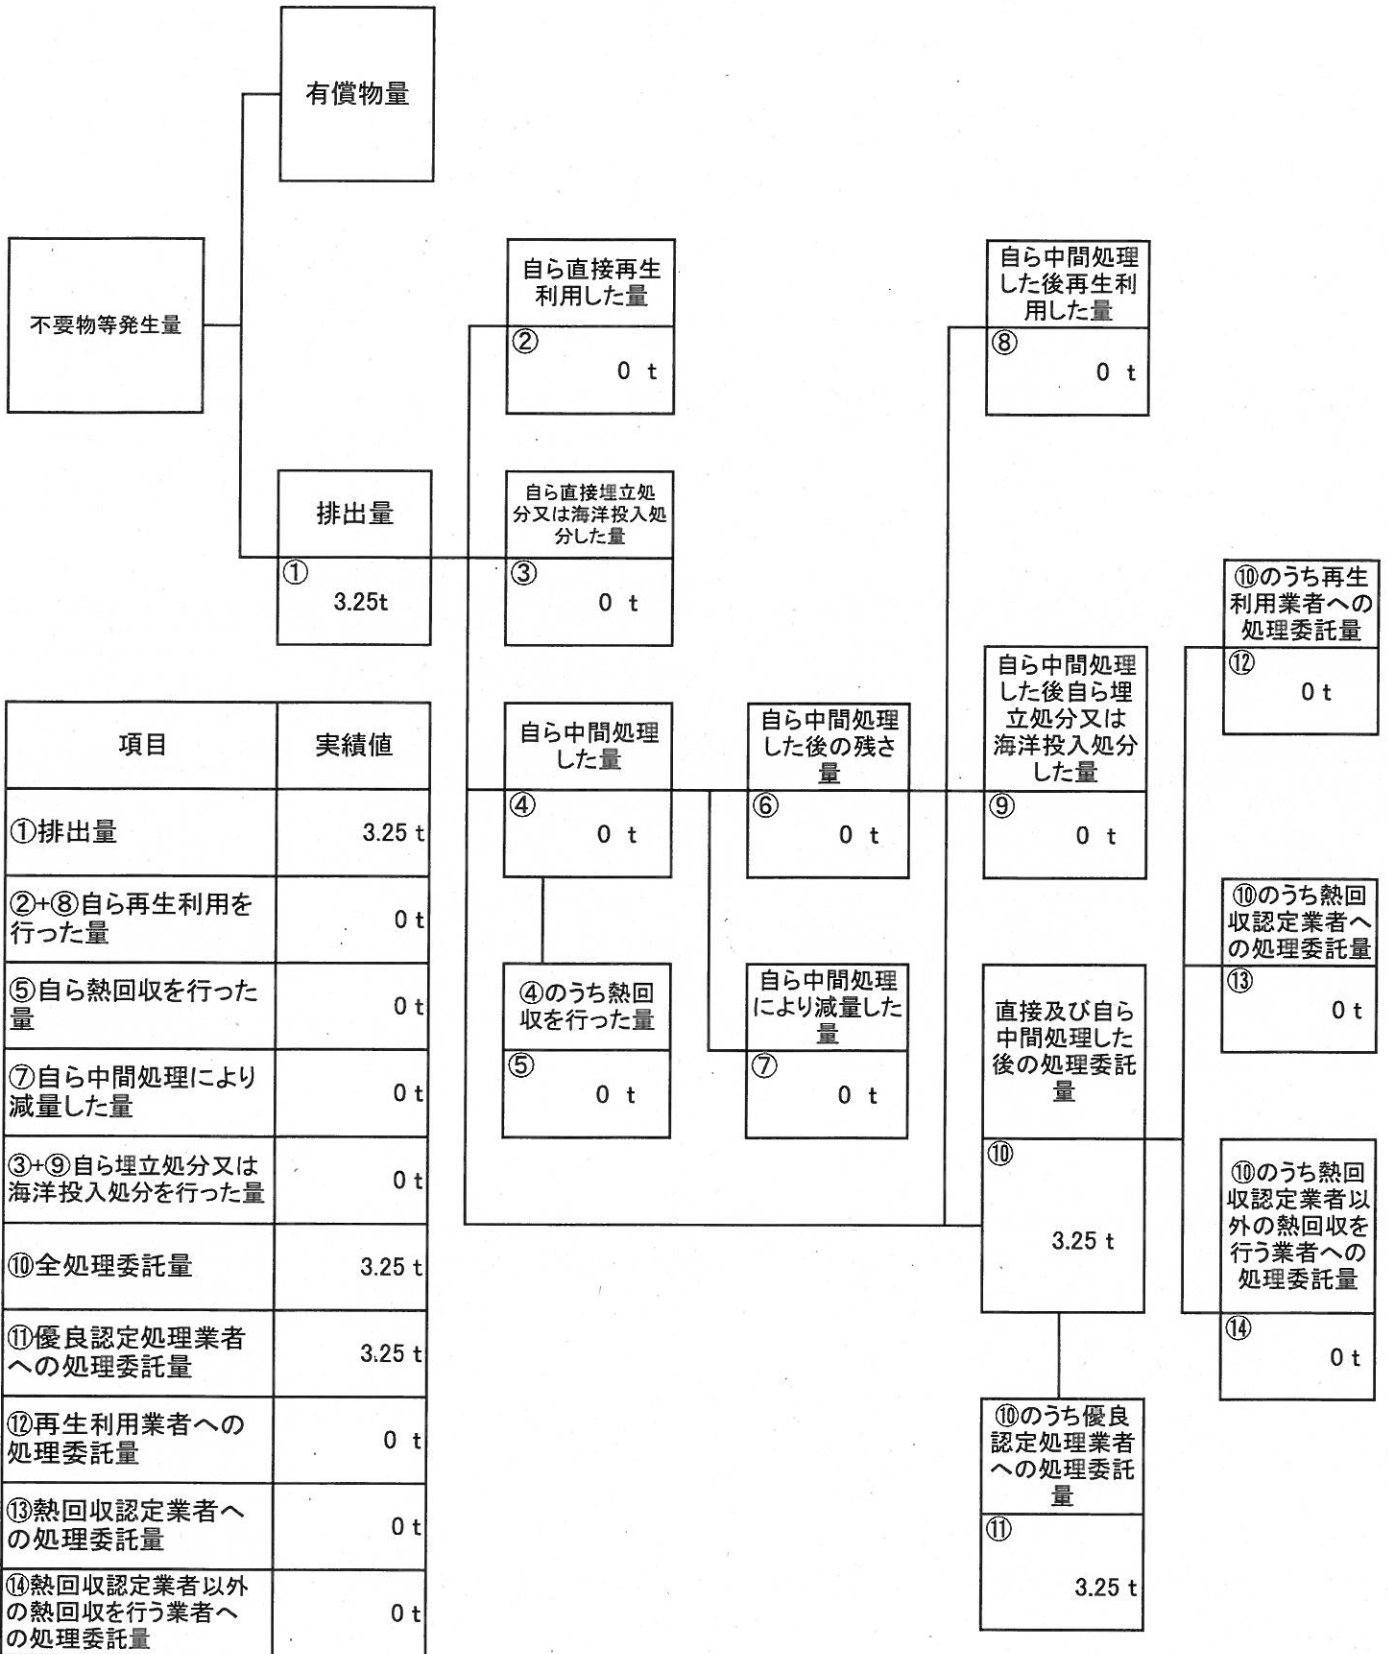 有償物量
不要物等発生量
自ら直接再生
利用した量
②
0 t
自ら中間処理
した後再生利
用した量
⑧
0 t
排出量
①
3.25t
自ら直接埋立処
分又は海洋投入処
分した量
③
0 t
⑩のうち再生
利用業者への
処理委託量
⑫
0 t
自ら中間処理
した量
④
0 t
自ら中間処理
した後の残さ
量
⑥
0 t
自ら中間処理
した後自ら埋
立処分又は
海洋投入処分
した量
⑨
0 t
⑩のうち熱回
収認定業者へ
の処理委託量
⑬
0 t
④のうち熱回
収を行った量
⑤
0 t
自ら中間処理
により減量した
量
⑦
0 t
直接及び自ら
中間処理した
後の処理委託
量
⑩
3.25 t
⑩のうち熱回
収認定業者以
外の熱回収を
行う業者への
処理委託量
⑭
0 t
⑩のうち優良
認定処理業者
への処理委託
量
⑪
3.25 t
項目 実績値
①排出量 3.25 t
②+⑧自ら再生利用を
行った量 0 t
⑤自ら熱回収を行った
量 0 t
⑦自ら中間処理により
減量した量 0 t
③+⑨自ら埋立処分又は
海洋投入処分を行った量 0 t
⑩全処理委託量 3.25 t
⑪優良認定処理業者
への処理委託量 3.25 t
⑫再生利用業者への
処理委託量 0 t
⑬熱回収認定業者へ
の処理委託量 0 t
⑭熱回収認定業者以外
の熱回収を行う業者へ
の処理委託量 0 t